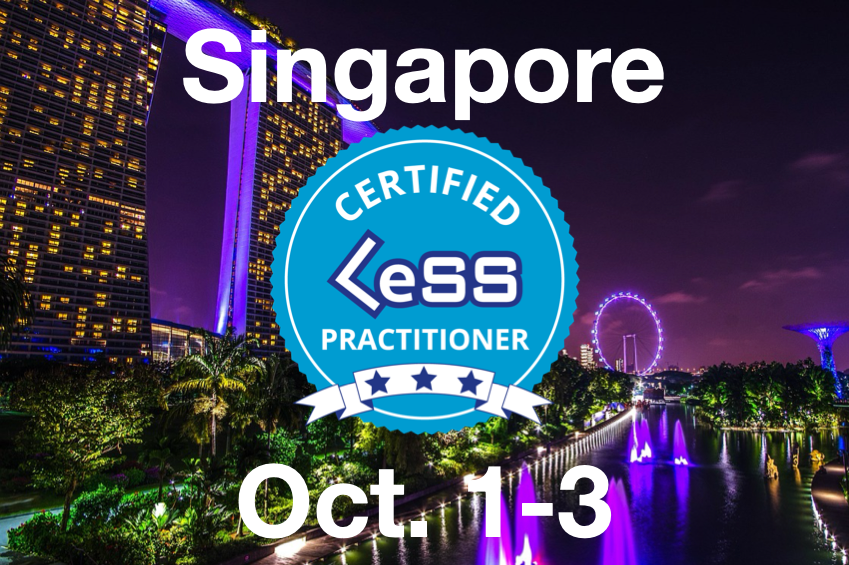 Singapore
CERTIFIED
LeSS
PRACTITIONER
Oct. 1-3